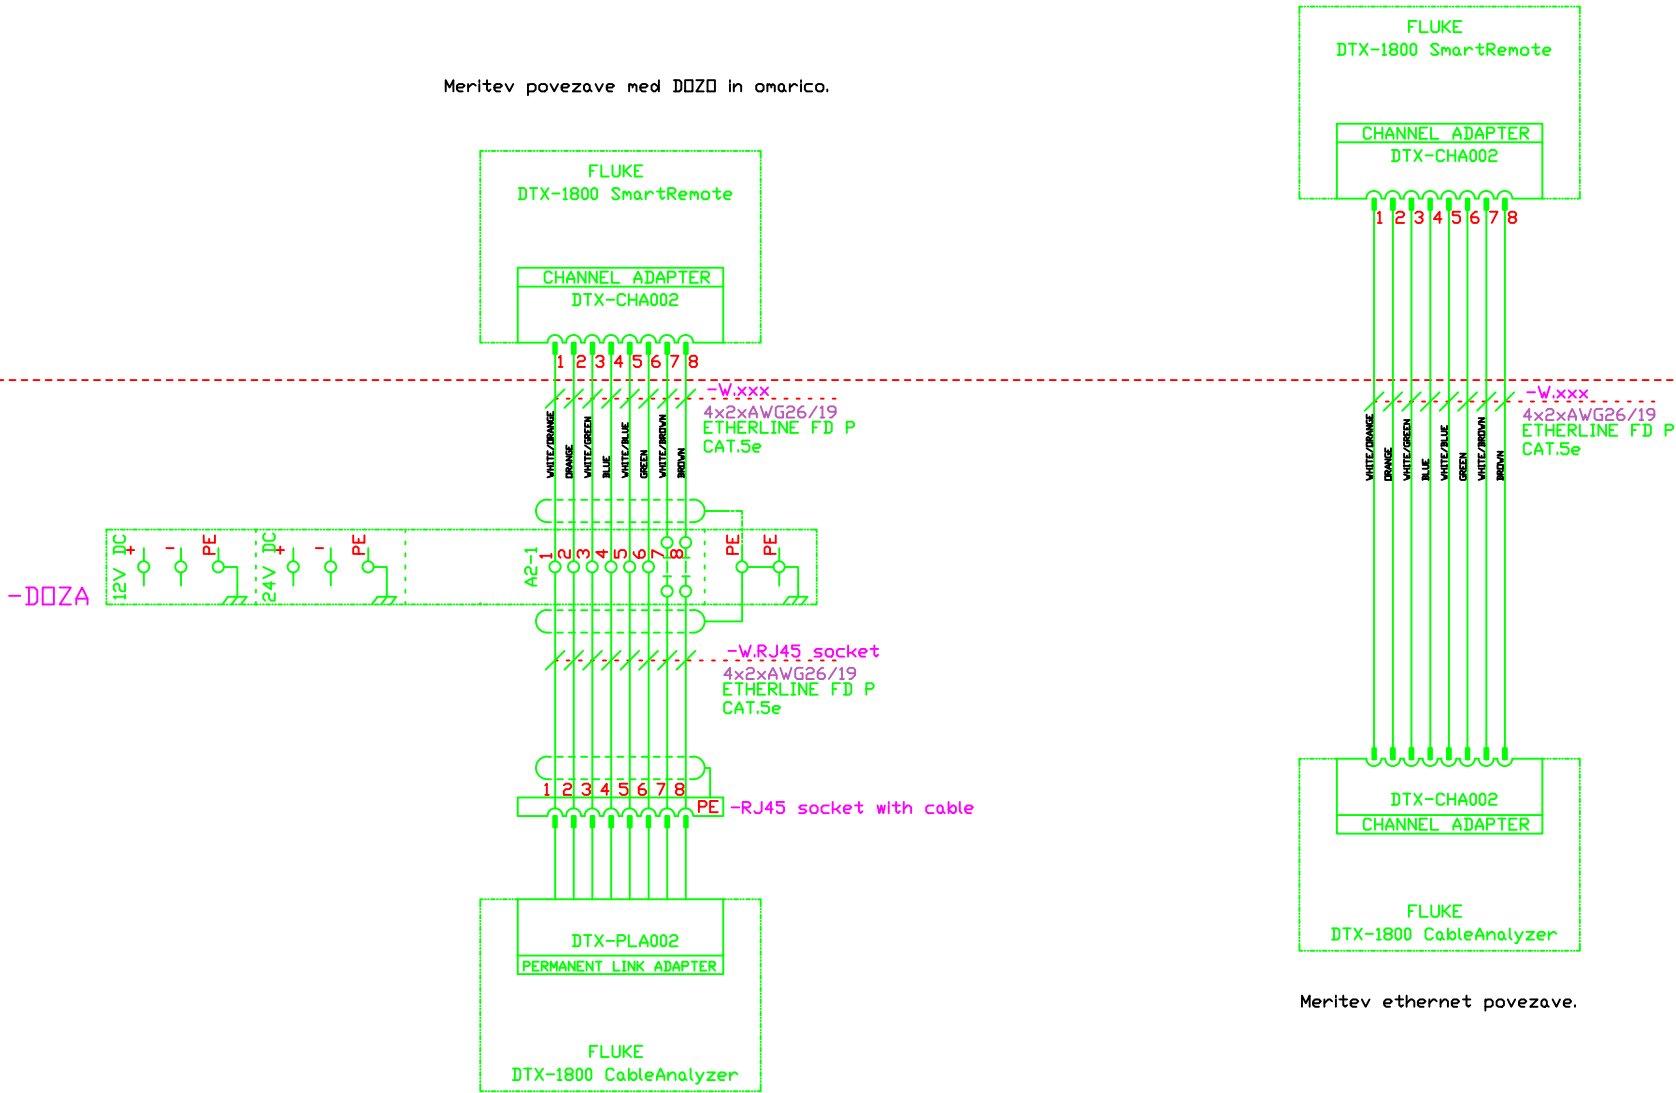 Meritev povezave med DOZO in omarico.
FLUKE
DTX-1800 SmartRemote
CHANNEL ADAPTER
DTX-CHA002
1 2 3 4 5 6 7 8
-W.xxx
4x2xAWG26/19
ETHERLINE FD P
CAT.5e
WHITE/ORANGE
ORANGE
WHITE/GREEN
BLUE
WHITE/BLUE
GREEN
WHITE/BROWN
BROWN
-DOZA
12V DC
+
-
PE
24V DC
+
-
PE
A2-1
1 2 3 4 5 6 7 8
PE
PE
-W.RJ45 socket
4x2xAWG26/19
ETHERLINE FD P
CAT.5e
1 2 3 4 5 6 7 8
PE
-RJ45 socket with cable
DTX-PLA002
PERMANENT LINK ADAPTER
FLUKE
DTX-1800 CableAnalyzer
FLUKE
DTX-1800 SmartRemote
CHANNEL ADAPTER
DTX-CHA002
1 2 3 4 5 6 7 8
-W.xxx
4x2xAWG26/19
ETHERLINE FD P
CAT.5e
WHITE/ORANGE
ORANGE
WHITE/GREEN
BLUE
WHITE/BLUE
GREEN
WHITE/BROWN
BROWN
DTX-CHA002
CHANNEL ADAPTER
FLUKE
DTX-1800 CableAnalyzer
Meritev ethernet povezave.